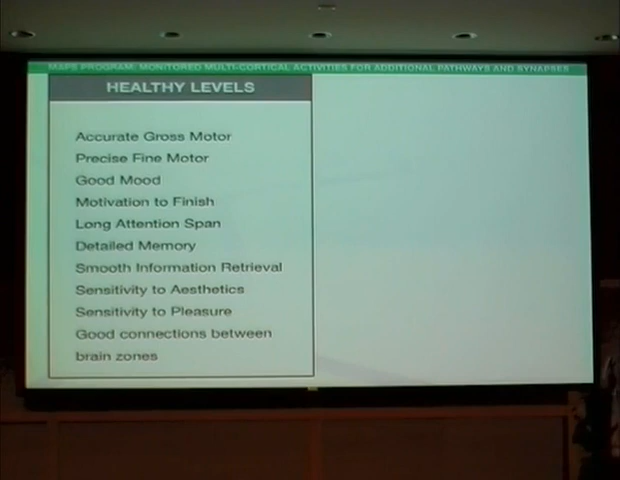 MAPS PROGRAM: MONITORED MULTI-CORTICAL ACTIVITIES FOR ADDITIONAL PATHWAYS AND SYNAPSES
HEALTHY LEVELS
Accurate Gross Motor
Precise Fine Motor
Good Mood
Motivation to Finish
Long Attention Span
Detailed Memory
Smooth Information Retrieval
Sensitivity to Aesthetics
Sensitivity to Pleasure
Good connections between
brain zones